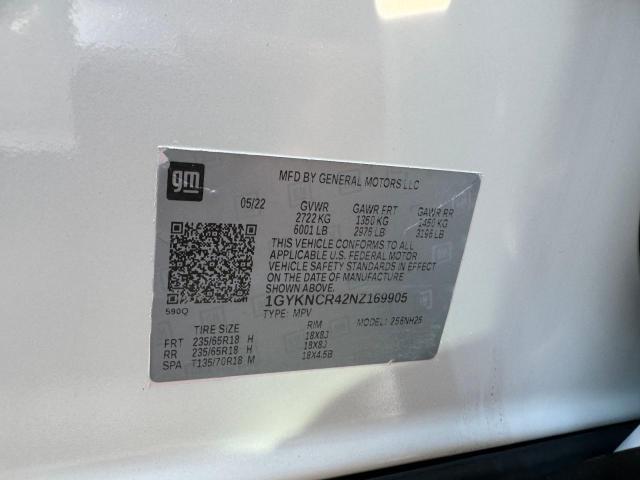 gm
MFD BY GENERAL MOTORS LLC
05/22 GVWR GAWR FRT GAWR RR
2722 KG 1350 KG 1450 KG
6001 LB 2976 LB 3196 LB
THIS VEHICLE CONFORMS TO ALL
APPLICABLE U.S. FEDERAL MOTOR
VEHICLE SAFETY STANDARDS IN EFFECT
ON THE DATE OF MANUFACTURE
SHOWN ABOVE.
1GYKNCR42NZ169905
590Q TYPE: MPV MODEL: 256NH26
TIRE SIZE RIM
FRT 235/65R18 H 18X8J
RR 235/65R18 H 18X8J
SPA T135/70R18 M 18X4.5B